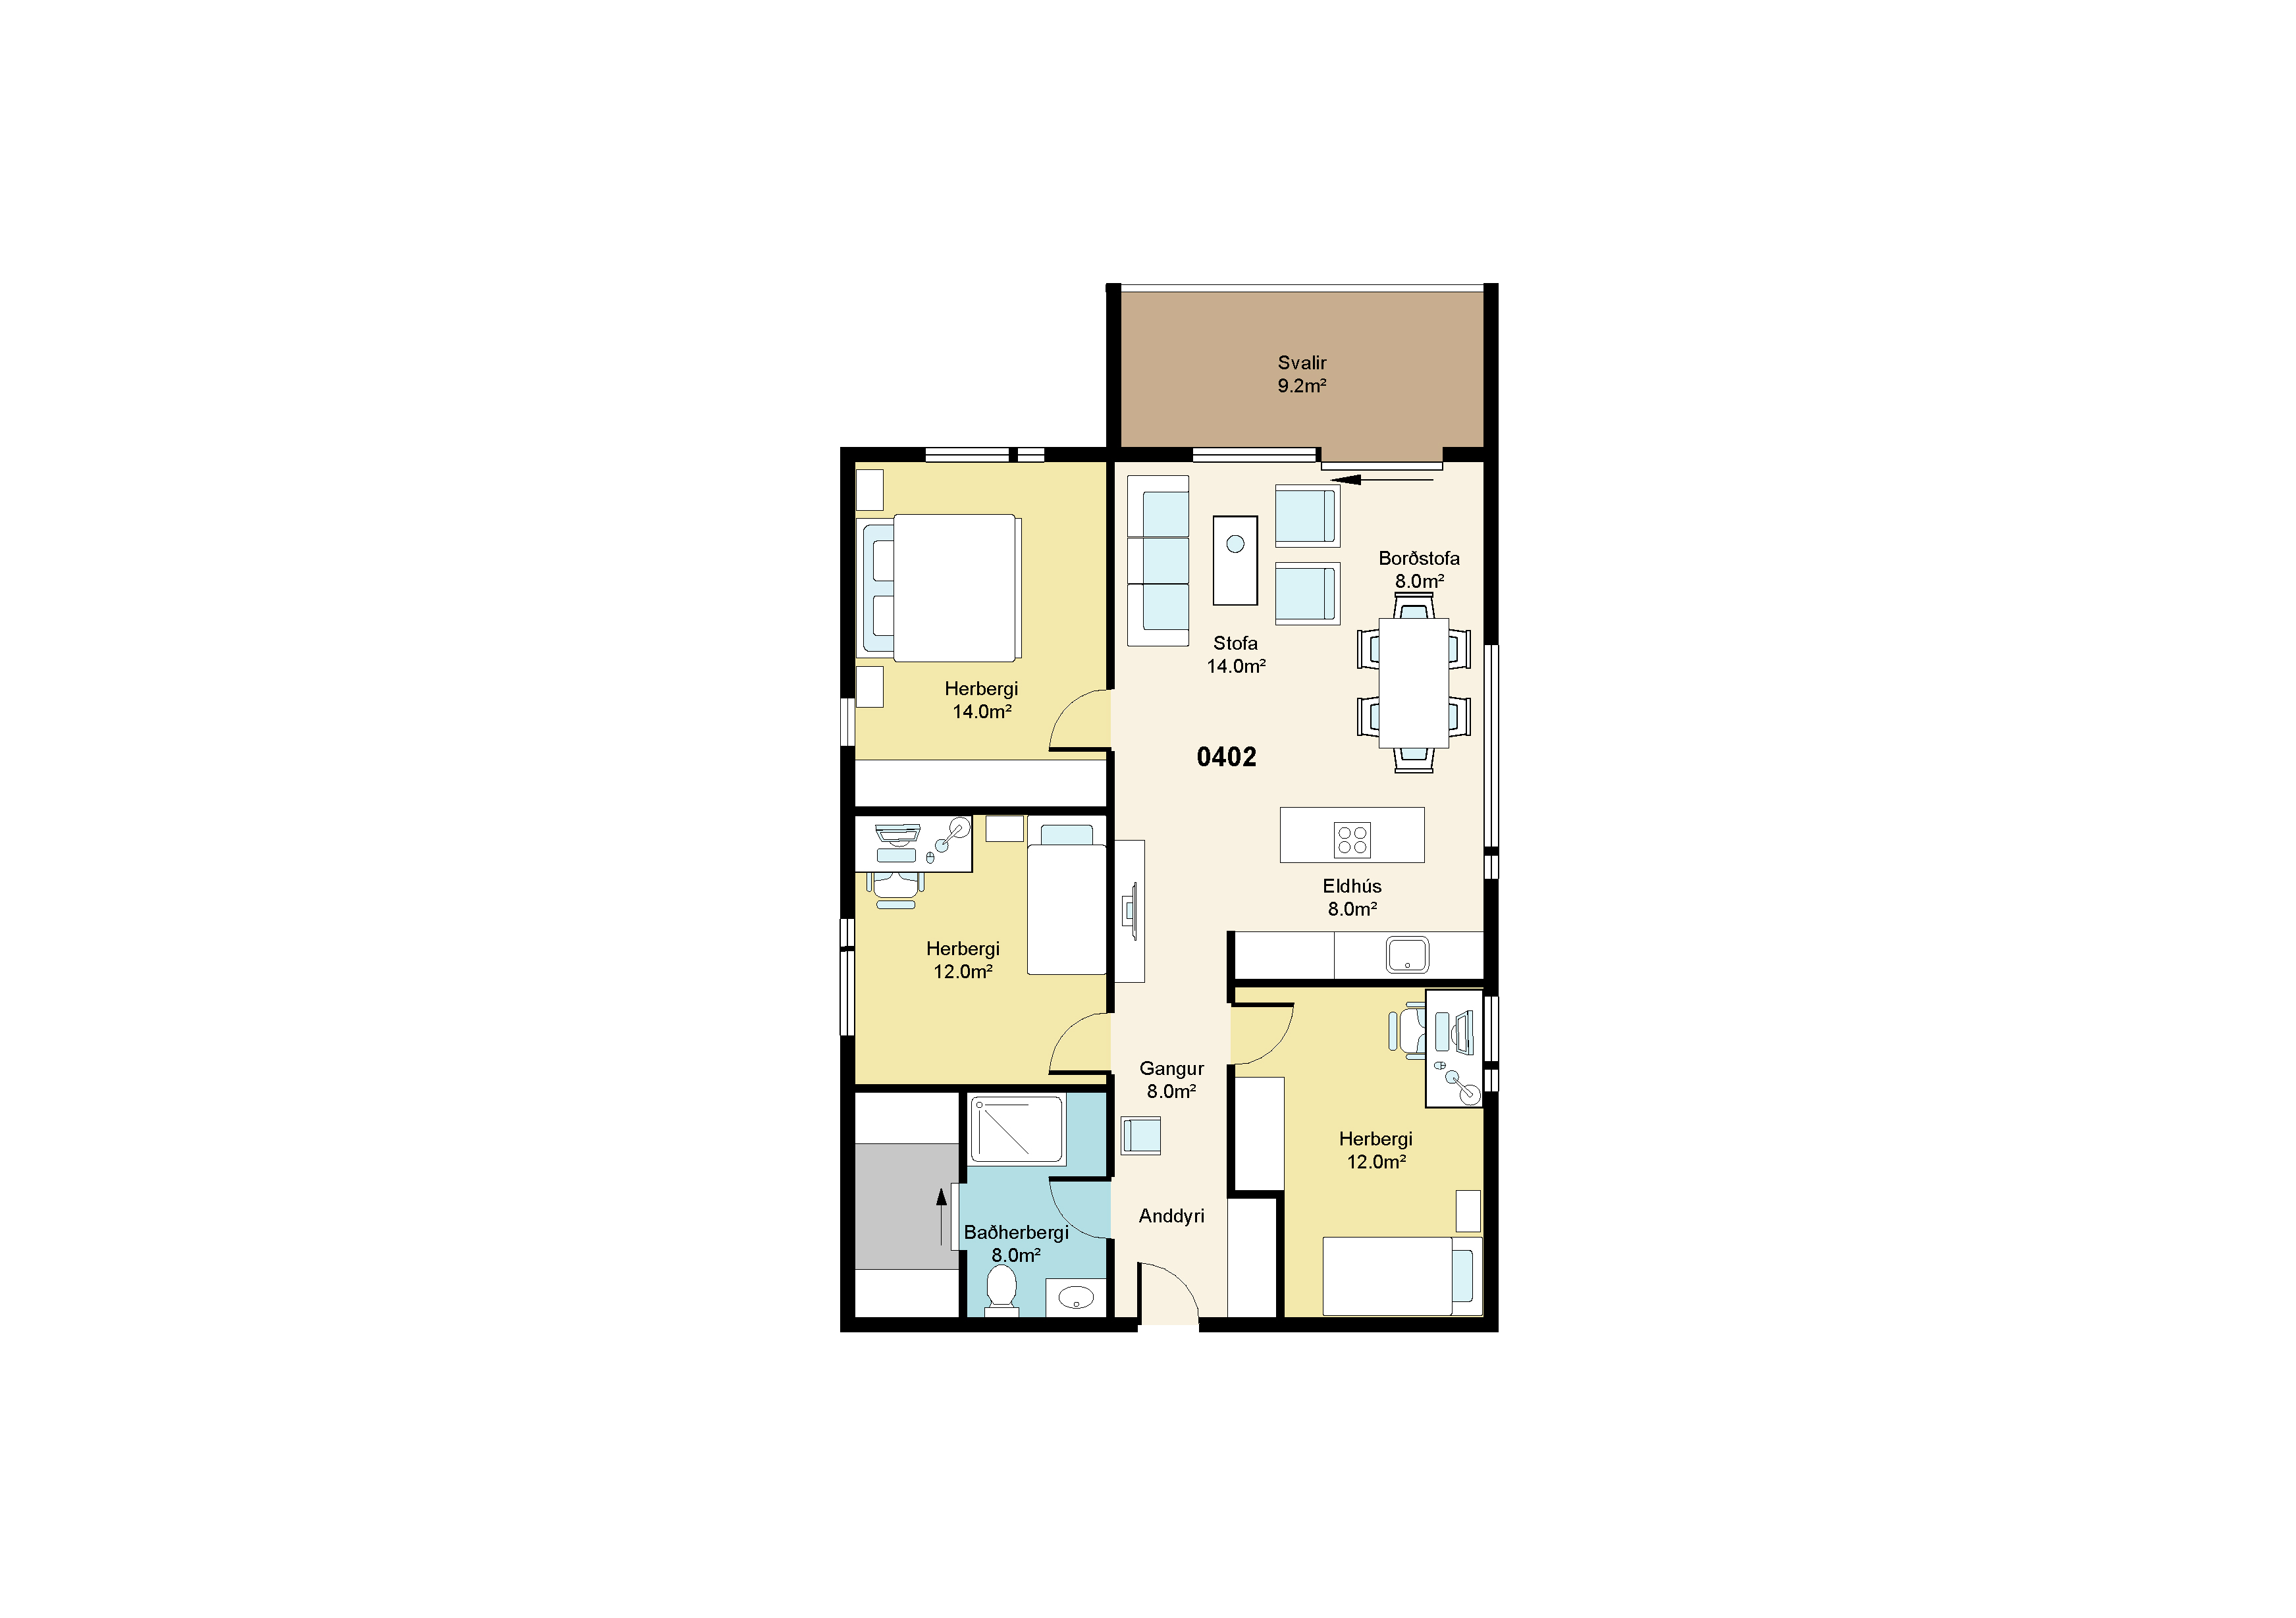 Svalir
9.2m²
Borðstofa
8.0m²
Stofa
14.0m²
Herbergi
14.0m²
0402
Eldhús
8.0m²
Herbergi
12.0m²
Gangur
8.0m²
Herbergi
12.0m²
Anddyri
Baðherbergi
8.0m²